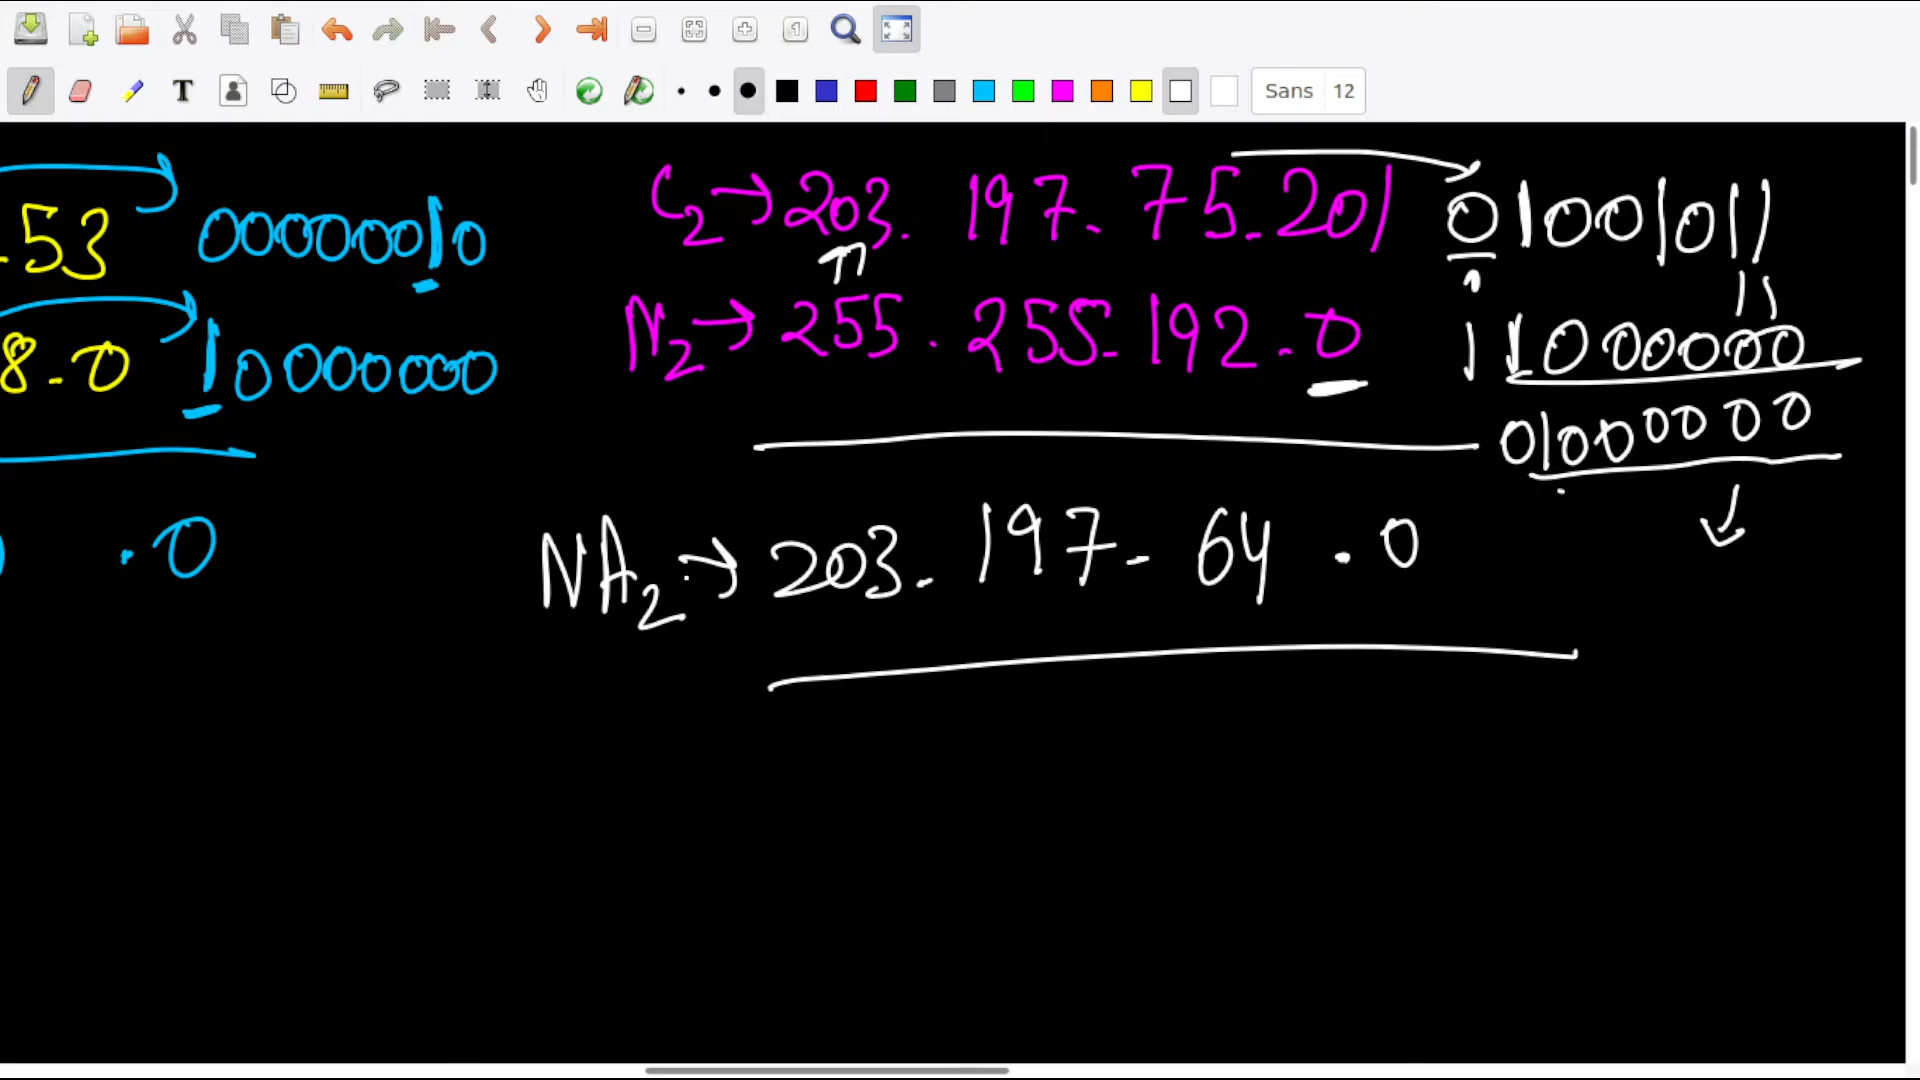 Sans 12
.53 00000010
C2→203.197.75.201 01001011
8.0 10000000
N2→255.255.192.0 11000000
01000000
.0
NA2→203.197.64.0